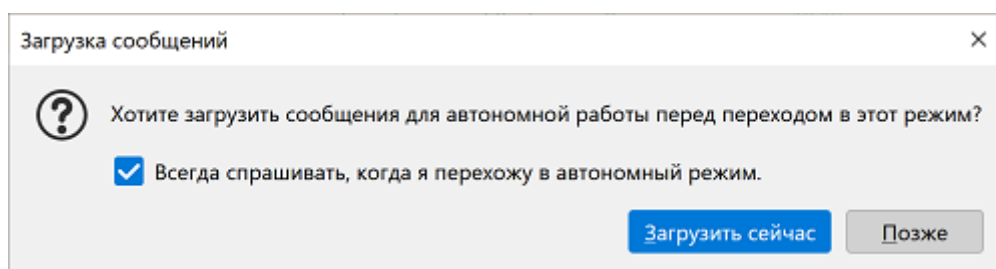 Загрузка сообщений
Хотите загрузить сообщения для автономной работы перед переходом в этот режим?
Всегда спрашивать, когда я перехожу в автономный режим.
Загрузить сейчас
Позже